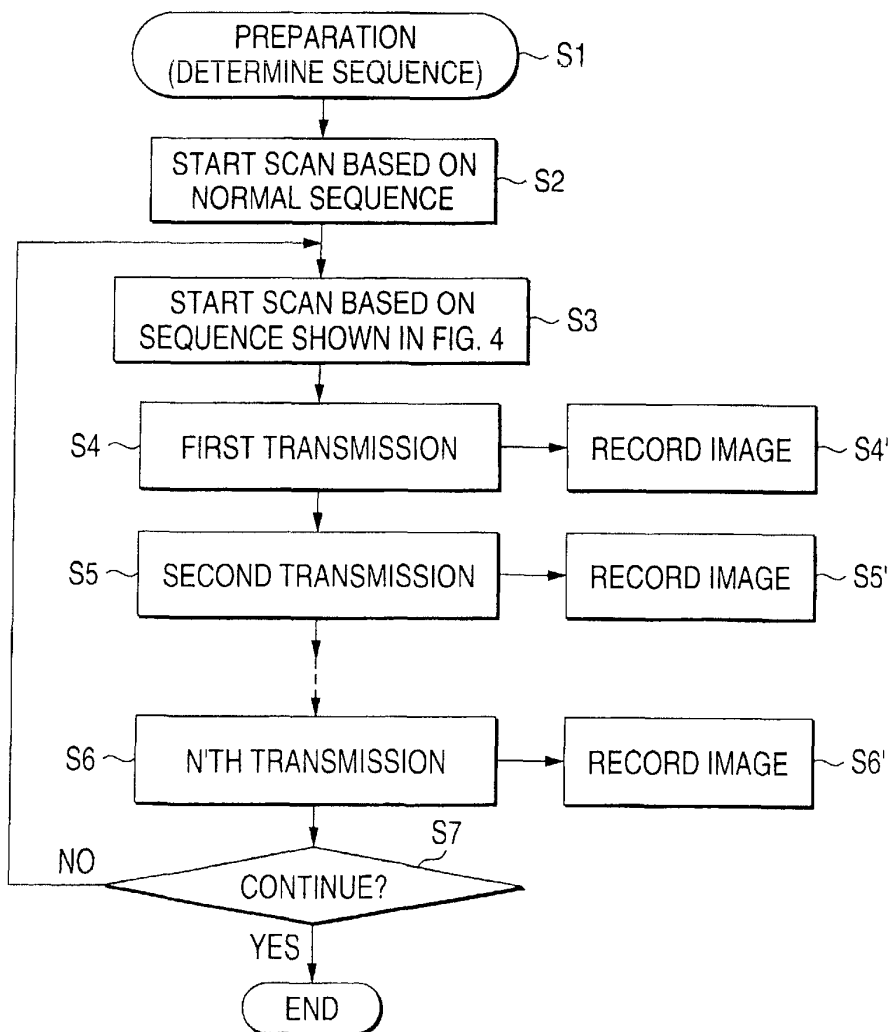 PREPARATION
(DETERMINE SEQUENCE)
S1
START SCAN BASED ON
NORMAL SEQUENCE
S2
START SCAN BASED ON
SEQUENCE SHOWN IN FIG. 4
S3
S4
FIRST TRANSMISSION
RECORD IMAGE
S4'
S5
SECOND TRANSMISSION
RECORD IMAGE
S5'
S6
N'TH TRANSMISSION
RECORD IMAGE
S6'
S7
NO
CONTINUE?
YES
END